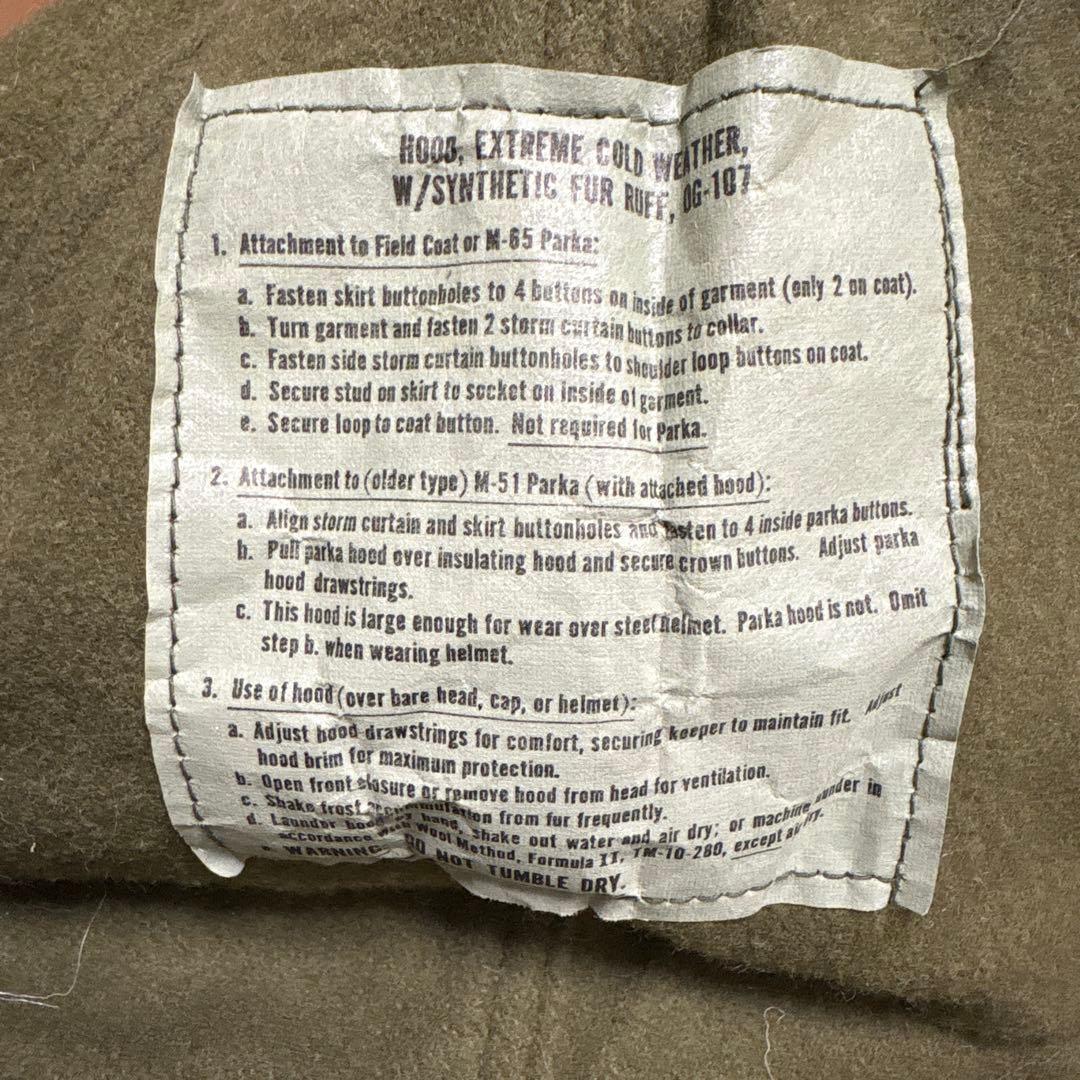 HOOD, EXTREME COLD WEATHER,
W/SYNTHETIC FUR RUFF, OG-107
1. Attachment to Field Coat or M-65 Parka:
a. Fasten skirt buttonholes to 4 buttons on inside of garment (only 2 on coat).
b. Turn garment and fasten 2 storm curtain buttons to collar.
c. Fasten side storm curtain buttonholes to shoulder loop buttons on coat.
d. Secure stud on skirt to socket on inside of garment.
e. Secure loop to coat button. Not required for Parka.
2. Attachment to (older type) M-51 Parka (with attached hood):
a. Align storm curtain and skirt buttonholes and fasten to 4 inside parka buttons.
b. Pull parka hood over insulating hood and secure crown buttons. Adjust parka
hood drawstrings.
c. This hood is large enough for wear over steel helmet. Parka hood is not. Omit
step b. when wearing helmet.
3. Use of hood (over bare head, cap, or helmet):
a. Adjust hood drawstrings for comfort, securing keeper to maintain fit. Adjust
hood brim for maximum protection.
b. Open front closure or remove hood from head for ventilation.
c. Shake frost accummulation from fur frequently.
d. Launder hood by hand, shake out water and air dry; or machine launder in
accordance with Wool Method, Formula II, TM-10-280, except air dry.
WARNING DO NOT TUMBLE DRY.